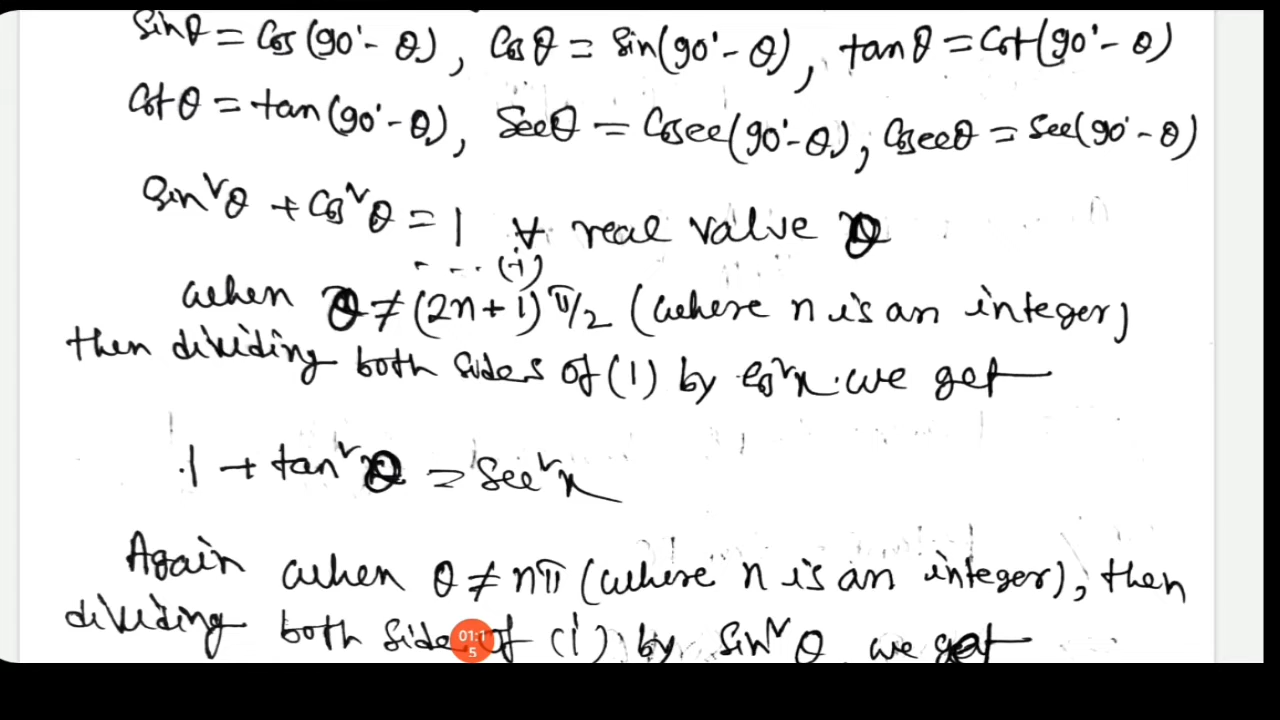 sinθ = Cos(90° - θ), Cosθ = Sin(90° - θ), tanθ = Cot(90° - θ)
Cotθ = tan(90° - θ), Secθ = Cosec(90° - θ), Cosecθ = Sec(90° - θ)
Sin²θ + Cos²θ = 1 ∀ real value θ
- - - .. (i)
when θ ≠ (2n+1)π/2 (where n is an integer)
then dividing both sides of (1) by cos²x. we get
1 + tan²θ = Sec²x
Again when θ ≠ nπ (where n is an integer), then
dividing both side of (i) by sin²θ we get
01:1
5